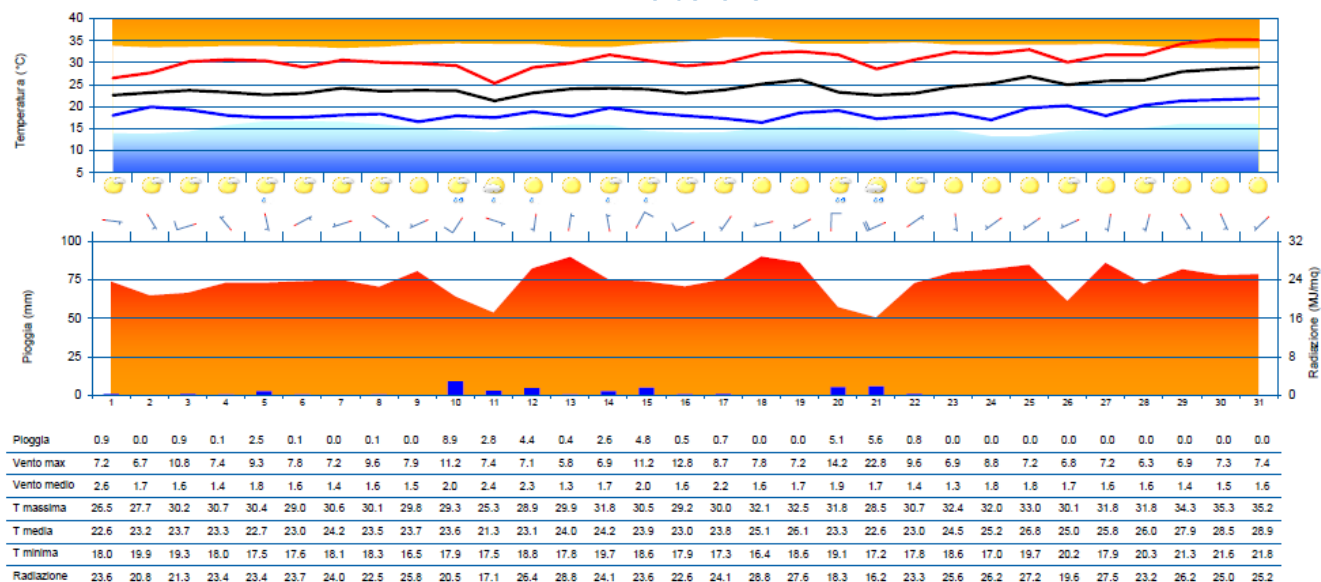 40
35
30
25
20
15
10
5
Temperatura (°C)
100
75
50
25
0
Pioggia (mm)
32
24
16
8
0
Radiazione (MJ/mq)
1 2 3 4 5 6 7 8 9 10 11 12 13 14 15 16 17 18 19 20 21 22 23 24 25 26 27 28 29 30 31
Pioggia 0.9 0.0 0.9 0.1 2.5 0.1 0.0 0.1 0.0 8.9 2.8 4.4 0.4 2.6 4.8 0.5 0.7 0.0 0.0 5.1 5.6 0.8 0.0 0.0 0.0 0.0 0.0 0.0 0.0 0.0 0.0
Vento max 7.2 6.7 10.8 7.4 9.3 7.8 7.2 9.6 7.9 11.2 7.4 7.1 5.8 6.9 11.2 12.8 8.7 7.8 7.2 14.2 22.8 9.6 6.9 8.8 7.2 6.8 7.2 6.3 6.9 7.3 7.4
Vento medio 2.6 1.7 1.6 1.4 1.8 1.6 1.4 1.6 1.5 2.0 2.4 2.3 1.3 1.7 2.0 1.6 2.2 1.6 1.7 1.9 1.7 1.4 1.3 1.8 1.8 1.7 1.6 1.6 1.4 1.5 1.6
T massima 26.5 27.7 30.2 30.7 30.4 29.0 30.6 30.1 29.8 29.3 25.3 28.9 29.9 31.8 30.5 29.2 30.0 32.1 32.5 31.8 28.5 30.7 32.4 32.0 33.0 30.1 31.8 31.8 34.3 35.3 35.2
T media 22.6 23.2 23.7 23.3 22.7 23.0 24.2 23.5 23.7 23.6 21.3 23.1 24.0 24.2 23.9 23.0 23.8 25.1 26.1 23.3 22.6 23.0 24.5 25.2 26.8 25.0 25.8 26.0 27.9 28.5 28.9
T minima 18.0 19.9 19.3 18.0 17.5 17.6 18.1 18.3 16.5 17.9 17.5 18.8 17.8 19.7 18.6 17.9 17.3 16.4 18.6 19.1 17.2 17.8 18.6 17.0 19.7 20.2 17.9 20.3 21.3 21.6 21.8
Radiazione 23.6 20.8 21.3 23.4 23.4 23.7 24.0 22.5 25.8 20.5 17.1 26.4 28.8 24.1 23.6 22.6 24.1 28.8 27.6 18.3 16.2 23.3 25.6 26.2 27.2 19.6 27.5 23.2 26.2 25.0 25.2